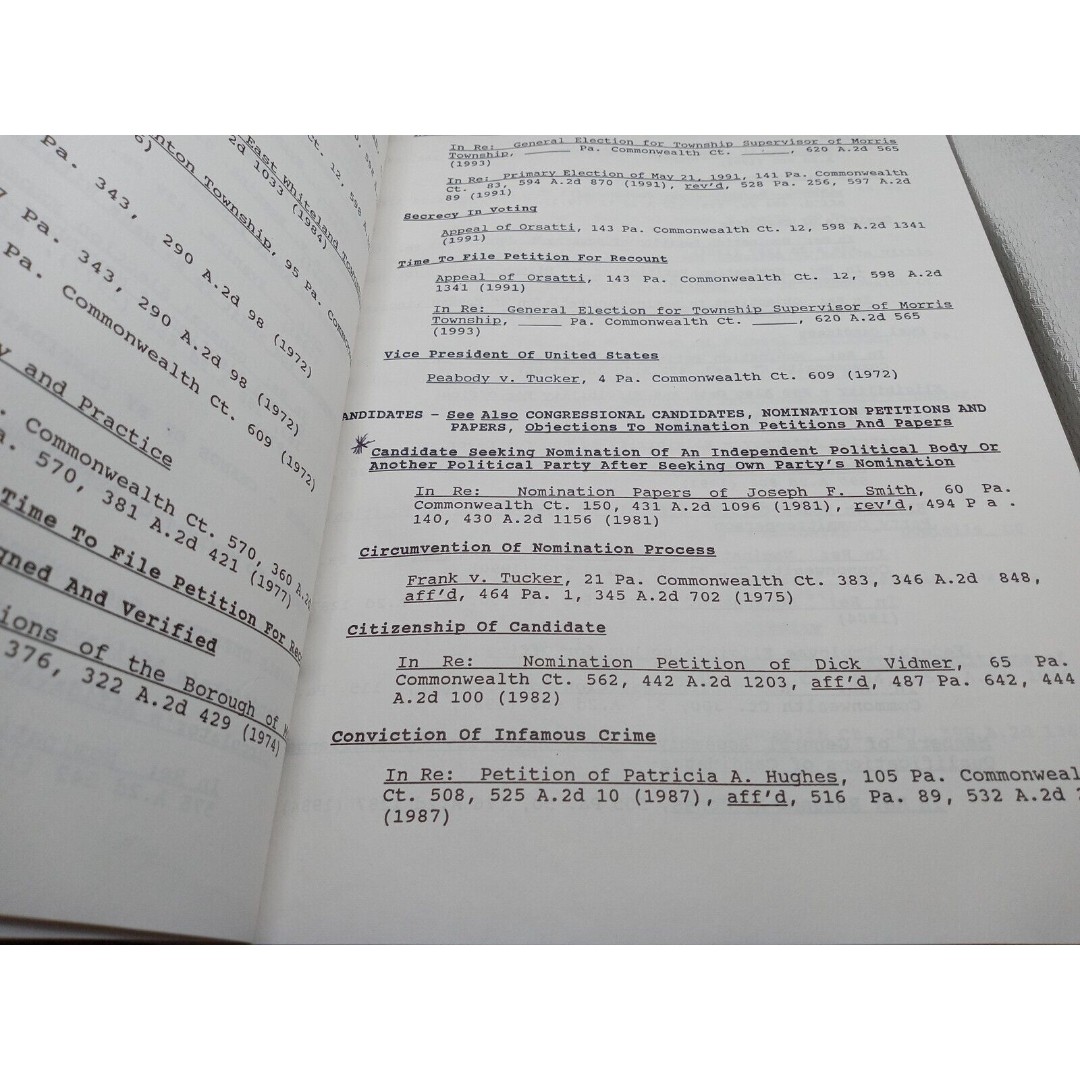 2d 1033 (1984)
East Whiteland Township
nton Township, 95 Pa. Commonw
Pa. 343, 290 A.2d 98 (1972)
Pa. 343, 290 A.2d 98 (1972)
Pa. Commonwealth Ct. 609 (1972)
y and Practice
. Commonwealth Ct. 570, 360 A.2d
a. 570, 381 A.2d 421 (1977)
Time To File Petition For Rec
gned And Verified
ions of the Borough of M
376, 322 A.2d 429 (1974)
In Re: General Election for Township Supervisor of Morris
Township, ______ Pa. Commonwealth Ct. ______, 620 A.2d 565
(1993)
In Re: Primary Election of May 21, 1991, 141 Pa. Commonwealth
Ct. 83, 594 A.2d 870 (1991), rev'd, 528 Pa. 256, 597 A.2d
89 (1991)
Secrecy In Voting
Appeal of Orsatti, 143 Pa. Commonwealth Ct. 12, 598 A.2d 1341
(1991)
Time To File Petition For Recount
Appeal of Orsatti, 143 Pa. Commonwealth Ct. 12, 598 A.2d
1341 (1991)
In Re: General Election for Township Supervisor of Morris
Township, ______ Pa. Commonwealth Ct. ______, 620 A.2d 565
(1993)
Vice President Of United States
Peabody v. Tucker, 4 Pa. Commonwealth Ct. 609 (1972)
ANDIDATES - See Also CONGRESSIONAL CANDIDATES, NOMINATION PETITIONS AND
PAPERS, Objections To Nomination Petitions And Papers
Candidate Seeking Nomination Of An Independent Political Body Or
Another Political Party After Seeking Own Party's Nomination
In Re: Nomination Papers of Joseph F. Smith, 60 Pa.
Commonwealth Ct. 150, 431 A.2d 1096 (1981), rev'd, 494 P a .
140, 430 A.2d 1156 (1981)
Circumvention Of Nomination Process
Frank v. Tucker, 21 Pa. Commonwealth Ct. 383, 346 A.2d 848,
aff'd, 464 Pa. 1, 345 A.2d 702 (1975)
Citizenship Of Candidate
In Re: Nomination Petition of Dick Vidmer, 65 Pa.
Commonwealth Ct. 562, 442 A.2d 1203, aff'd, 487 Pa. 642, 444
A.2d 100 (1982)
Conviction Of Infamous Crime
In Re: Petition of Patricia A. Hughes, 105 Pa. Commonweal
Ct. 508, 525 A.2d 10 (1987), aff'd, 516 Pa. 89, 532 A.2d
(1987)